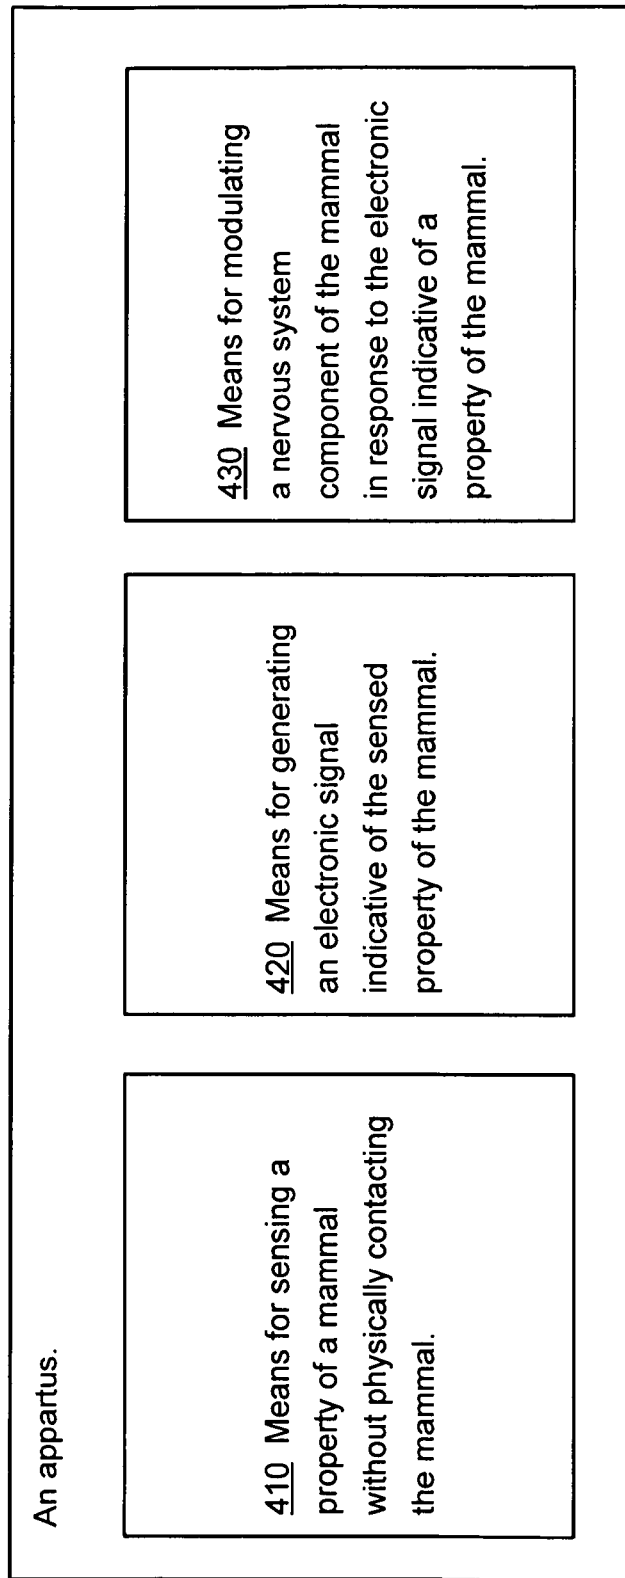 An appartus.
410 Means for sensing a
property of a mammal
without physically contacting
the mammal.
420 Means for generating
an electronic signal
indicative of the sensed
property of the mammal.
430 Means for modulating
a nervous system
component of the mammal
in response to the electronic
signal indicative of a
property of the mammal.